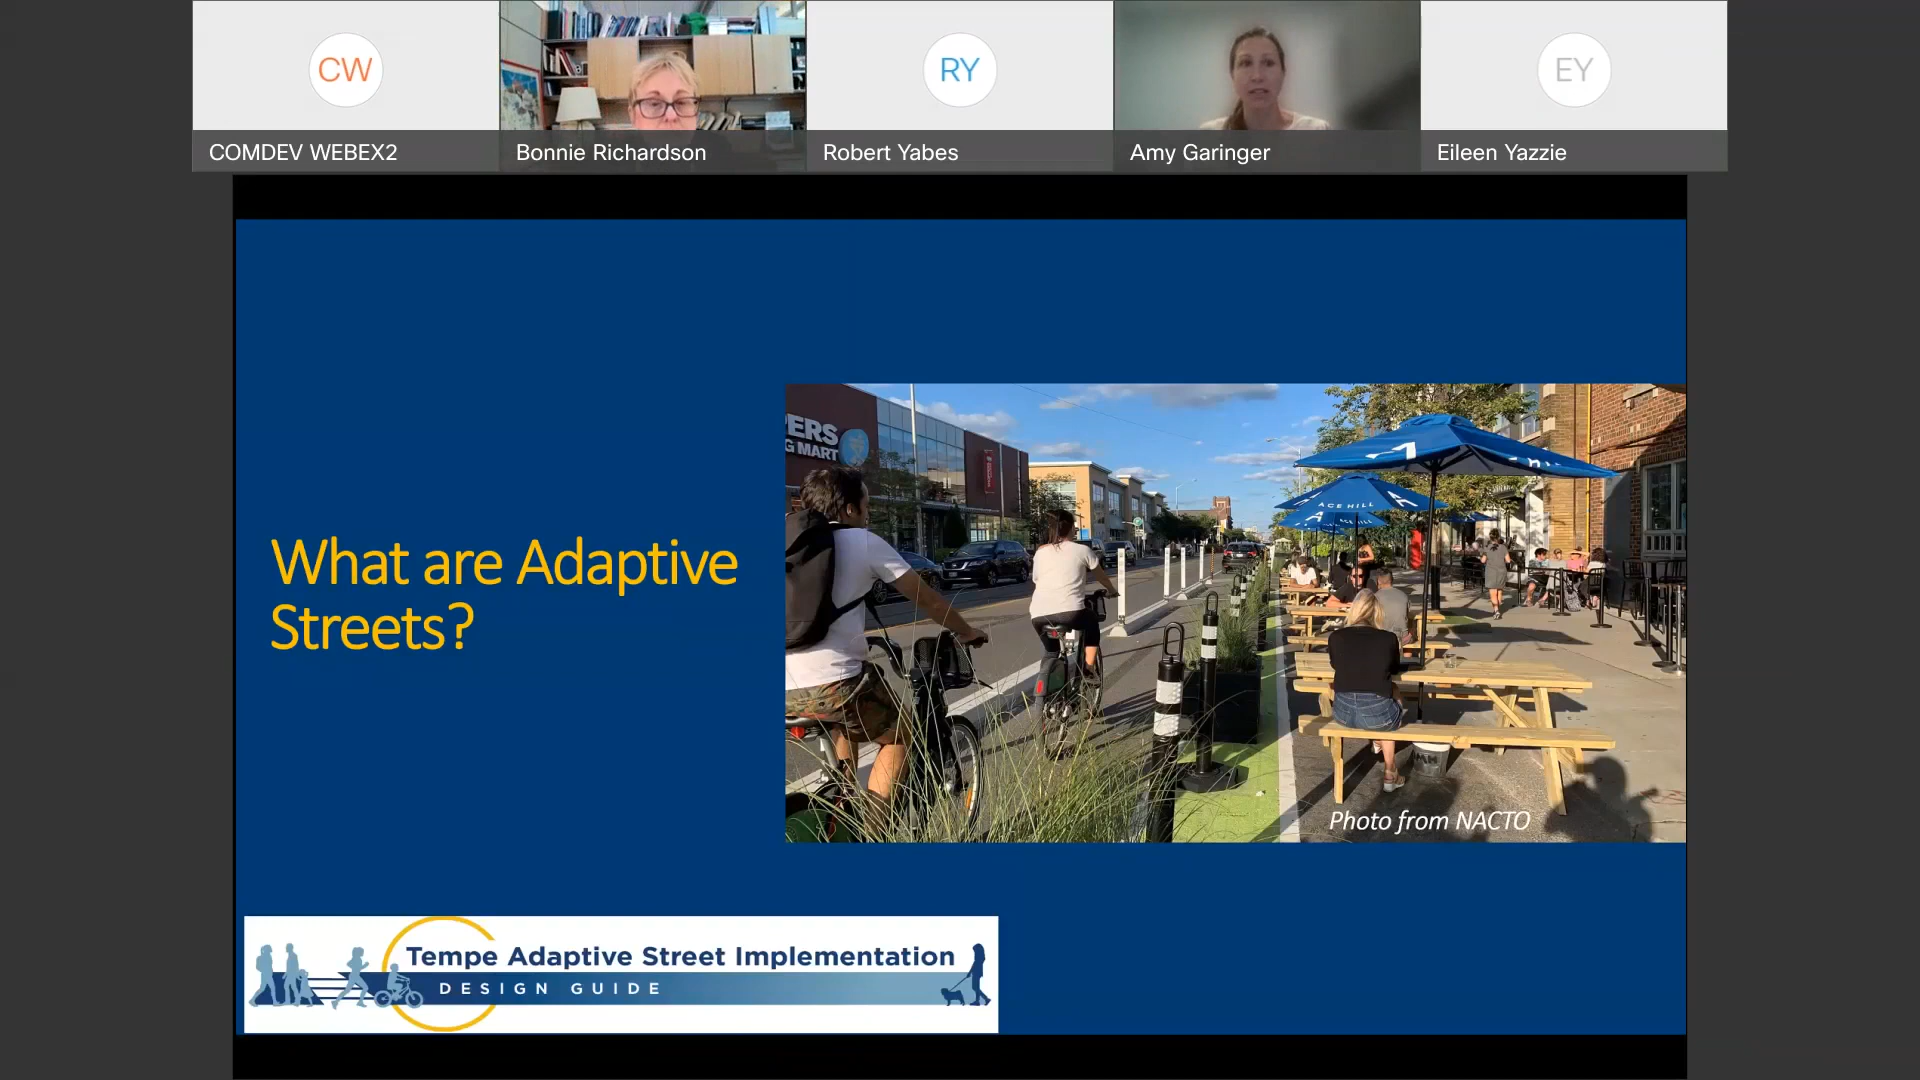 CW
RY
EY
COMDEV WEBEX2
Bonnie Richardson
Robert Yabes
Amy Garinger
Eileen Yazzie
What are Adaptive
Streets?
ERS
G MART
ACE HILL
Photo from NACTO
Tempe Adaptive Street Implementation
DESIGN GUIDE